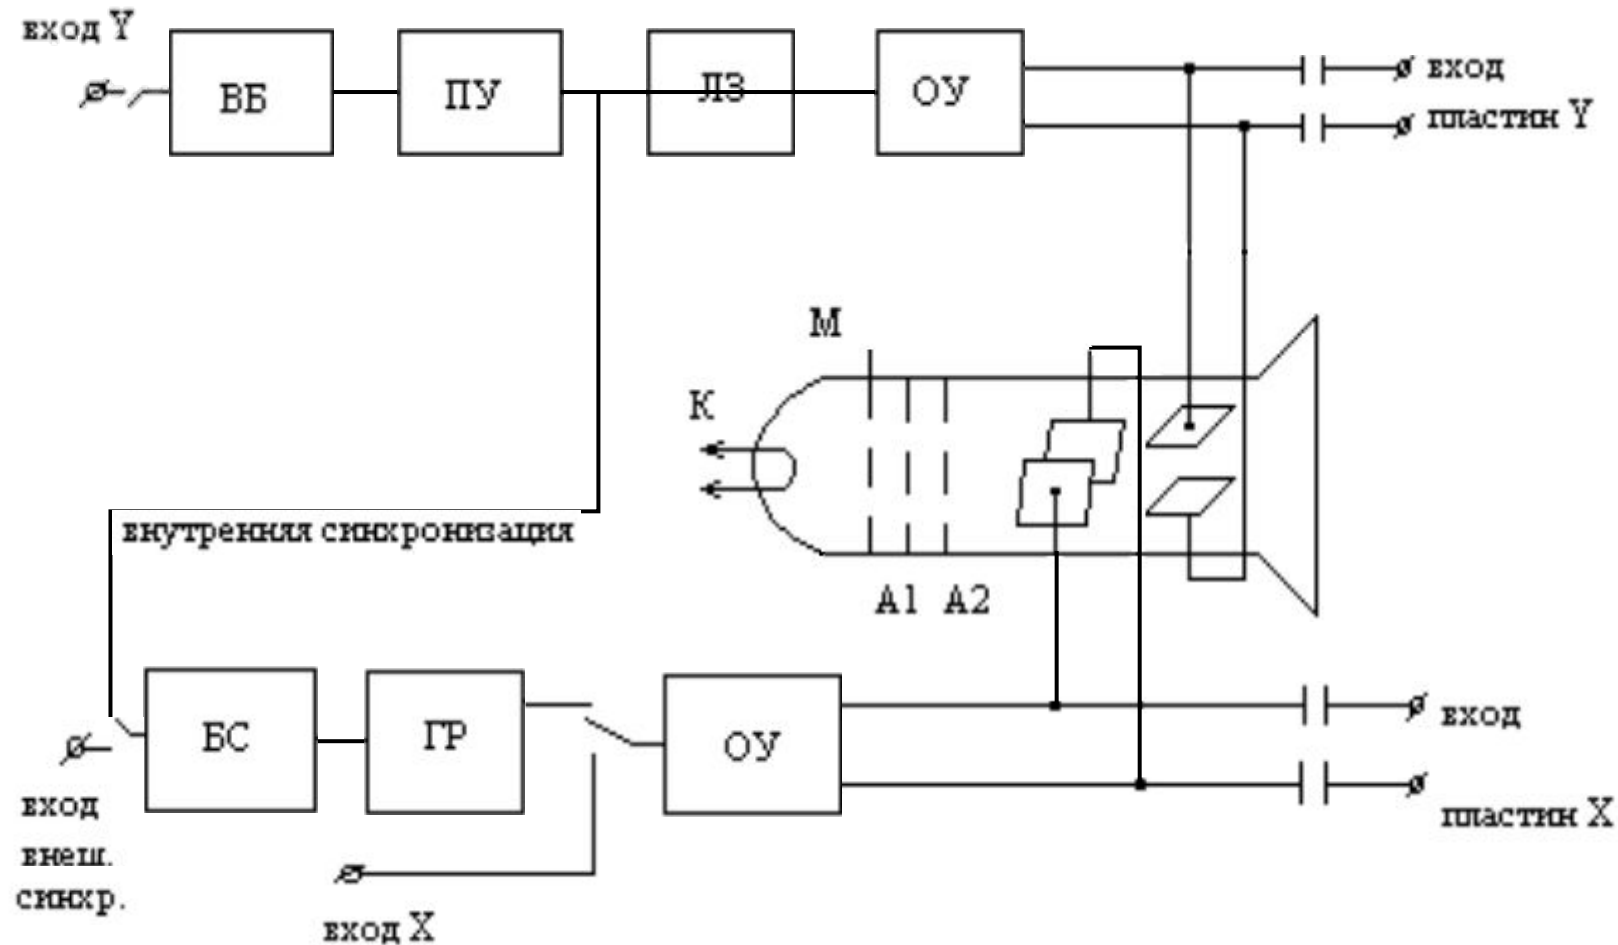 вход Y
ВБ
ПУ
ЛЗ
ОУ
вход
пластин Y
М
К
А1 А2
внутренняя синхронизация
БС
ГР
ОУ
вход
пластин X
вход
внеш.
синхр.
вход X